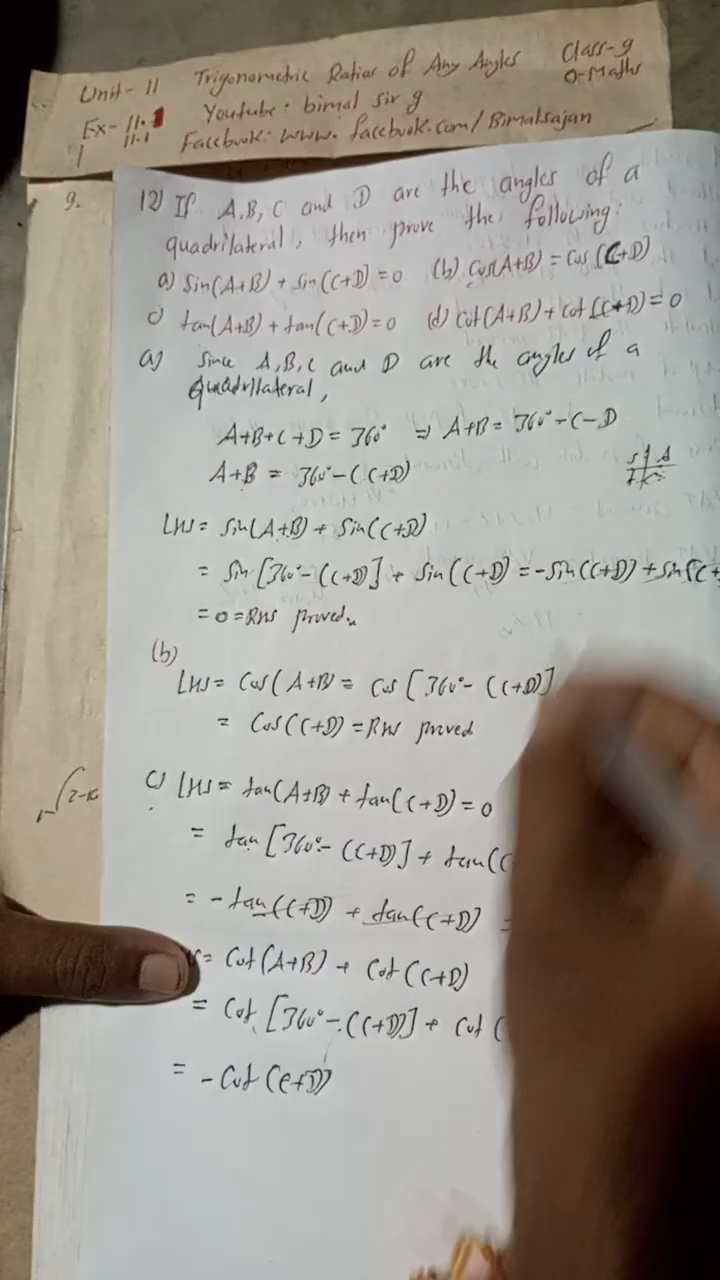 Unit- 11 Trigonometric Ratios of Any Angles Class-9
Ex- 11.1 Youtube: bimal sir g O-Maths
11.1
Facebook: www.facebook.com/Bimalsajan
9.
12) If A,B,C and D are the angles of a
quadrilateral, then prove the following:
a) Sin(A+B) + Sin(C+D) = 0 (b) Cos(A+B) = Cos (C+D)
c) tan(A+B) + tan(C+D) = 0 (d) Cot(A+B) + Cot (C+D) = 0
a) Since A,B,C and D are the angles of a
quadrilateral,
A+B+C+D = 360° ⇒ A+B = 360° - C - D
A+B = 360° - (C+D)
S A
T C
LHS = Sin(A+B) + Sin(C+D)
= Sin [360° - (C+D)] + Sin (C+D) = -Sin (C+D) + Sin(C+
= 0 = RHS proved.
(b)
LHS = Cos (A+B) = Cos [360° - (C+D)]
= Cos (C+D) = RHS proved
c) LHS = tan(A+B) + tan(C+D) = 0
= tan [360° - (C+D)] + tan(C
= - tan (C+D) + tan(C+D) =
= Cot (A+B) + Cot (C+D)
= Cot [360° - (C+D)] + Cot (
= - Cot (C+D)